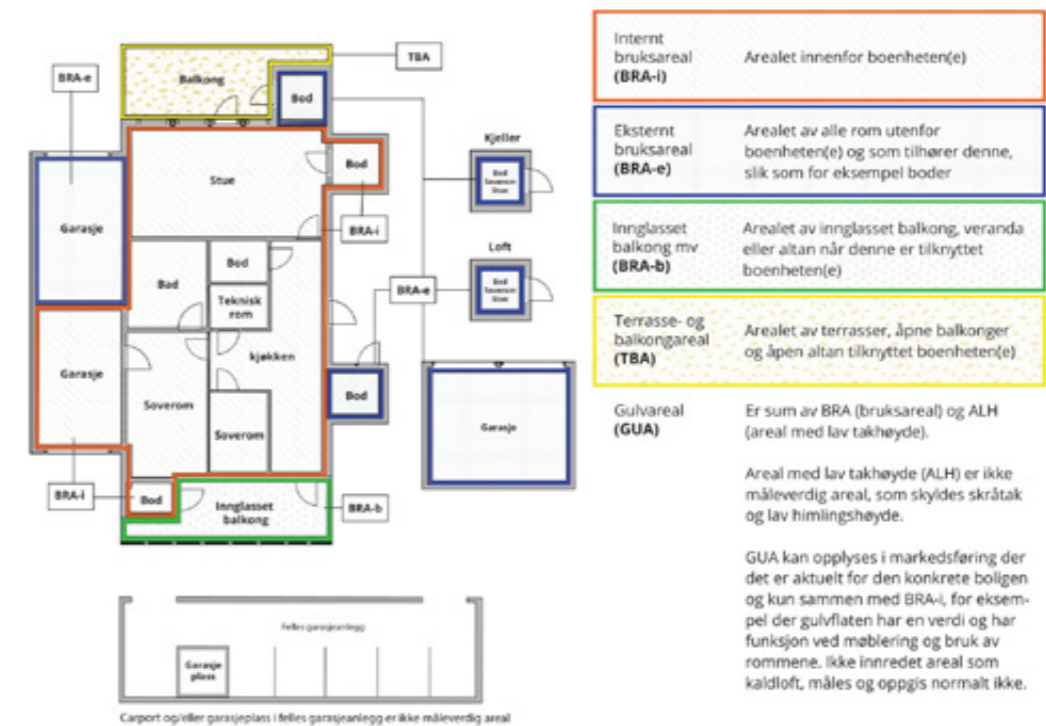 TBA
BRA-e
Balkong
Bod
Kjeller
Bod
Stue
Bod
Soverom
Stue
Garasje
BRA-i
Loft
Bod
Bad
Teknisk
rom
BRA-e
Bod
Soverom
Stue
kjøkken
Garasje
Soverom
Bod
Soverom
Garasje
BRA-i
Bod
Innglasset
balkong
BRA-b
Felles garasjeanlegg
Garasje
plass
Carport og/eller garasjeplass i felles garasjeanlegg er ikke måleverdig areal
Internt
bruksareal
(BRA-i)
Arealet innenfor boenheten(e)
Eksternt
bruksareal
(BRA-e)
Arealet av alle rom utenfor
boenheten(e) og som tilhører denne,
slik som for eksempel boder
Innglasset
balkong mv
(BRA-b)
Arealet av innglasset balkong, veranda
eller altan når denne er tilknyttet
boenheten(e)
Terrasse- og
balkongareal
(TBA)
Arealet av terrasser, åpne balkonger
og åpen altan tilknyttet boenheten(e)
Gulvareal
(GUA)
Er sum av BRA (bruksareal) og ALH
(areal med lav takhøyde).
Areal med lav takhøyde (ALH) er ikke
måleverdig areal, som skyldes skråtak
og lav himlingshøyde.
GUA kan opplyses i markedsføring der
det er aktuelt for den konkrete boligen
og kun sammen med BRA-i, for eksem-
pel der gulvflaten har en verdi og har
funksjon ved møblering og bruk av
rommene. Ikke innredet areal som
kaldloft, måles og oppgis normalt ikke.